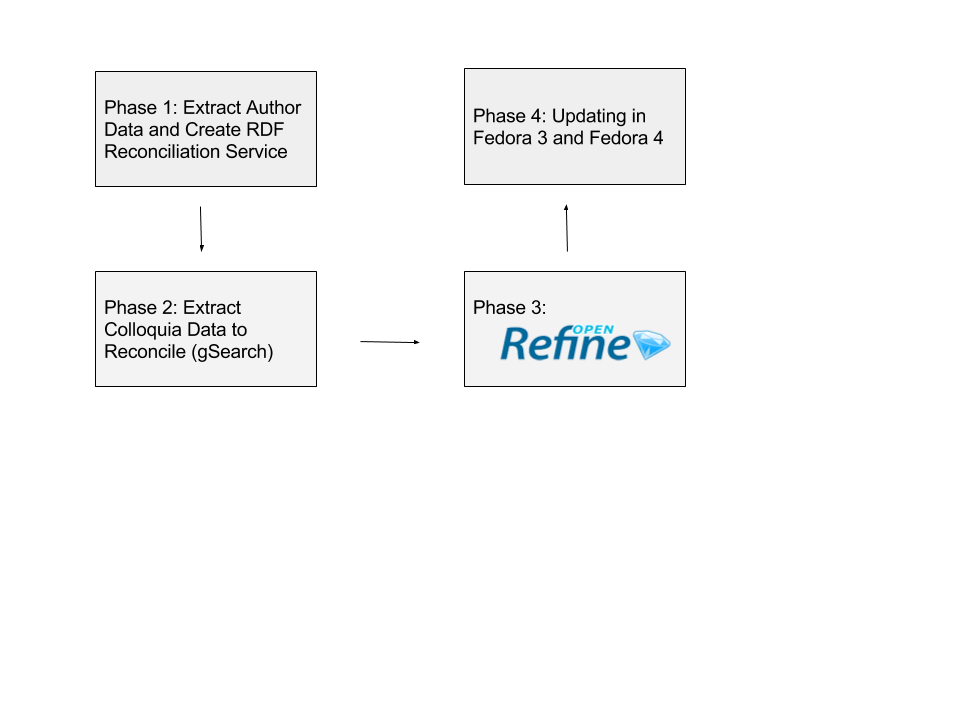 Phase 1: Extract Author
Data and Create RDF
Reconciliation Service
Phase 2: Extract
Colloquia Data to
Reconcile (gSearch)
Phase 3:
OPEN
Refine
Phase 4: Updating in
Fedora 3 and Fedora 4